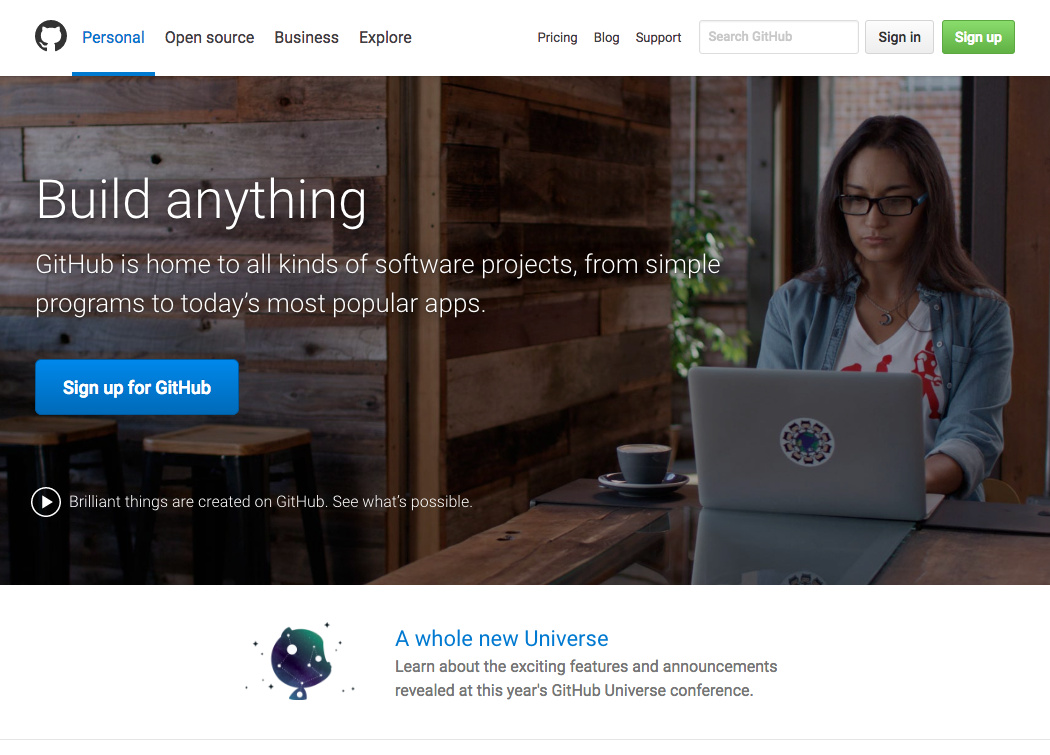 Personal Open source Business Explore Pricing Blog Support Search GitHub Sign in Sign up
Build anything
GitHub is home to all kinds of software projects, from simple
programs to today’s most popular apps.
Sign up for GitHub
Brilliant things are created on GitHub. See what’s possible.
A whole new Universe
Learn about the exciting features and announcements
revealed at this year's GitHub Universe conference.